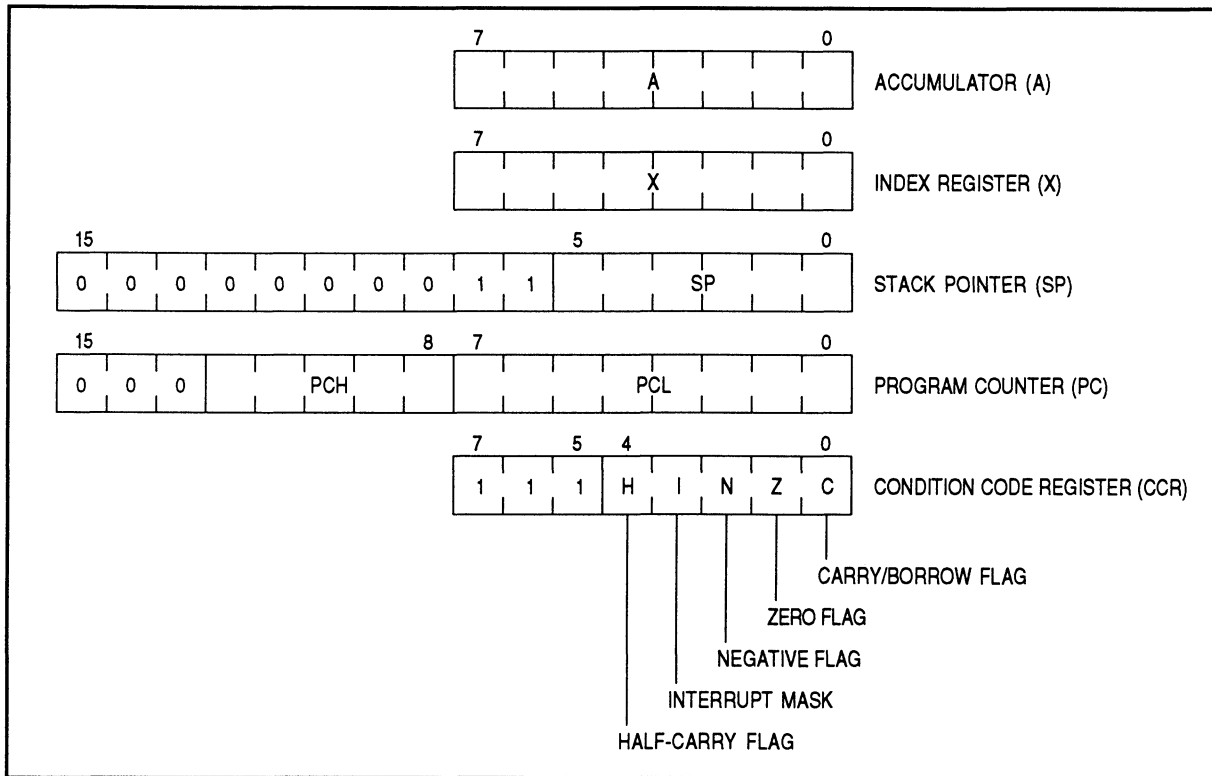 7 0
A ACCUMULATOR (A)
7 0
X INDEX REGISTER (X)
15 5 0
0 0 0 0 0 0 0 0 1 1 SP STACK POINTER (SP)
15 8 7 0
0 0 0 PCH PCL PROGRAM COUNTER (PC)
7 5 4 0
1 1 1 H I N Z C CONDITION CODE REGISTER (CCR)
CARRY/BORROW FLAG
ZERO FLAG
NEGATIVE FLAG
INTERRUPT MASK
HALF-CARRY FLAG